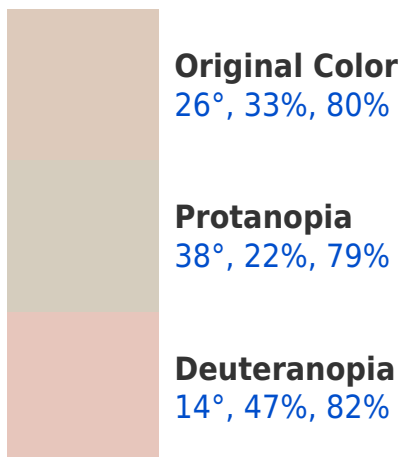 Original Color
26°, 33%, 80%
Protanopia
38°, 22%, 79%
Deuteranopia
14°, 47%, 82%